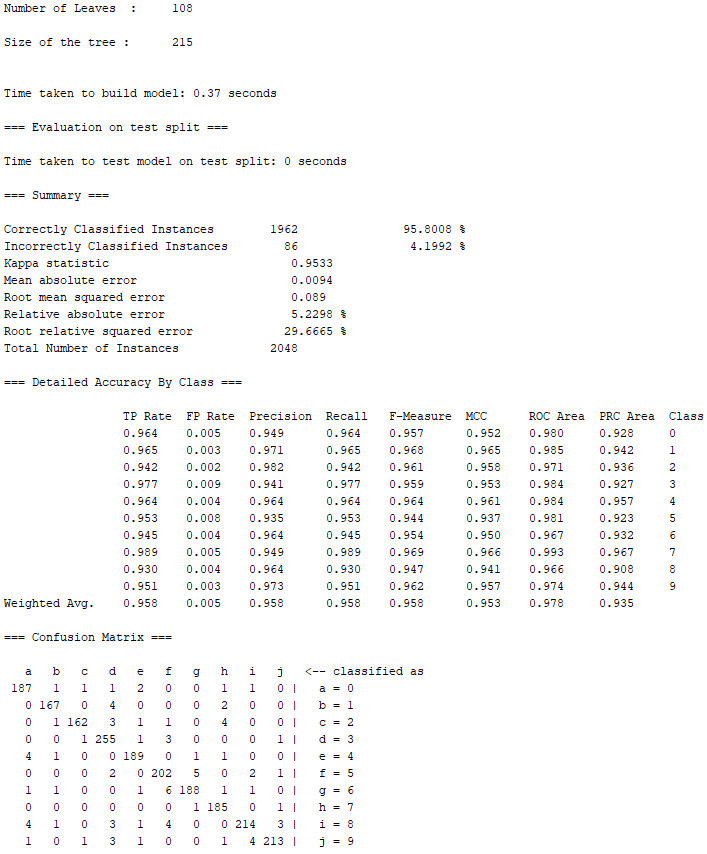 Number of Leaves  :     108
Size of the tree :      215
Time taken to build model: 0.37 seconds
=== Evaluation on test split ===
Time taken to test model on test split: 0 seconds
=== Summary ===
Correctly Classified Instances        1962               95.8008 %
Incorrectly Classified Instances        86                4.1992 %
Kappa statistic                          0.9533
Mean absolute error                      0.0094
Root mean squared error                  0.089
Relative absolute error                  5.2298 %
Root relative squared error             29.6665 %
Total Number of Instances             2048
=== Detailed Accuracy By Class ===
                 TP Rate  FP Rate  Precision  Recall   F-Measure  MCC      ROC Area  PRC Area  Class
                 0.964    0.005    0.949      0.964    0.957      0.952    0.980     0.928     0
                 0.965    0.003    0.971      0.965    0.968      0.965    0.985     0.942     1
                 0.942    0.002    0.982      0.942    0.961      0.958    0.971     0.936     2
                 0.977    0.009    0.941      0.977    0.959      0.953    0.984     0.927     3
                 0.964    0.004    0.964      0.964    0.964      0.961    0.984     0.957     4
                 0.953    0.008    0.935      0.953    0.944      0.937    0.981     0.923     5
                 0.945    0.004    0.964      0.945    0.954      0.950    0.967     0.932     6
                 0.989    0.005    0.949      0.989    0.969      0.966    0.993     0.967     7
                 0.930    0.004    0.964      0.930    0.947      0.941    0.966     0.908     8
                 0.951    0.003    0.973      0.951    0.962      0.957    0.974     0.944     9
Weighted Avg.    0.958    0.005    0.958      0.958    0.958      0.953    0.978     0.935
=== Confusion Matrix ===
   a   b   c   d   e   f   g   h   i   j   <-- classified as
 187   1   1   1   2   0   0   1   1   0 |   a = 0
   0 167   0   4   0   0   0   2   0   0 |   b = 1
   0   1 162   3   1   1   0   4   0   0 |   c = 2
   0   0   1 255   1   3   0   0   0   1 |   d = 3
   4   1   0   0 189   0   1   1   0   0 |   e = 4
   0   0   0   2   0 202   5   0   2   1 |   f = 5
   1   1   0   0   1   6 188   1   1   0 |   g = 6
   0   0   0   0   0   0   1 185   0   1 |   h = 7
   4   1   0   3   1   4   0   0 214   3 |   i = 8
   1   0   1   3   1   0   0   1   4 213 |   j = 9